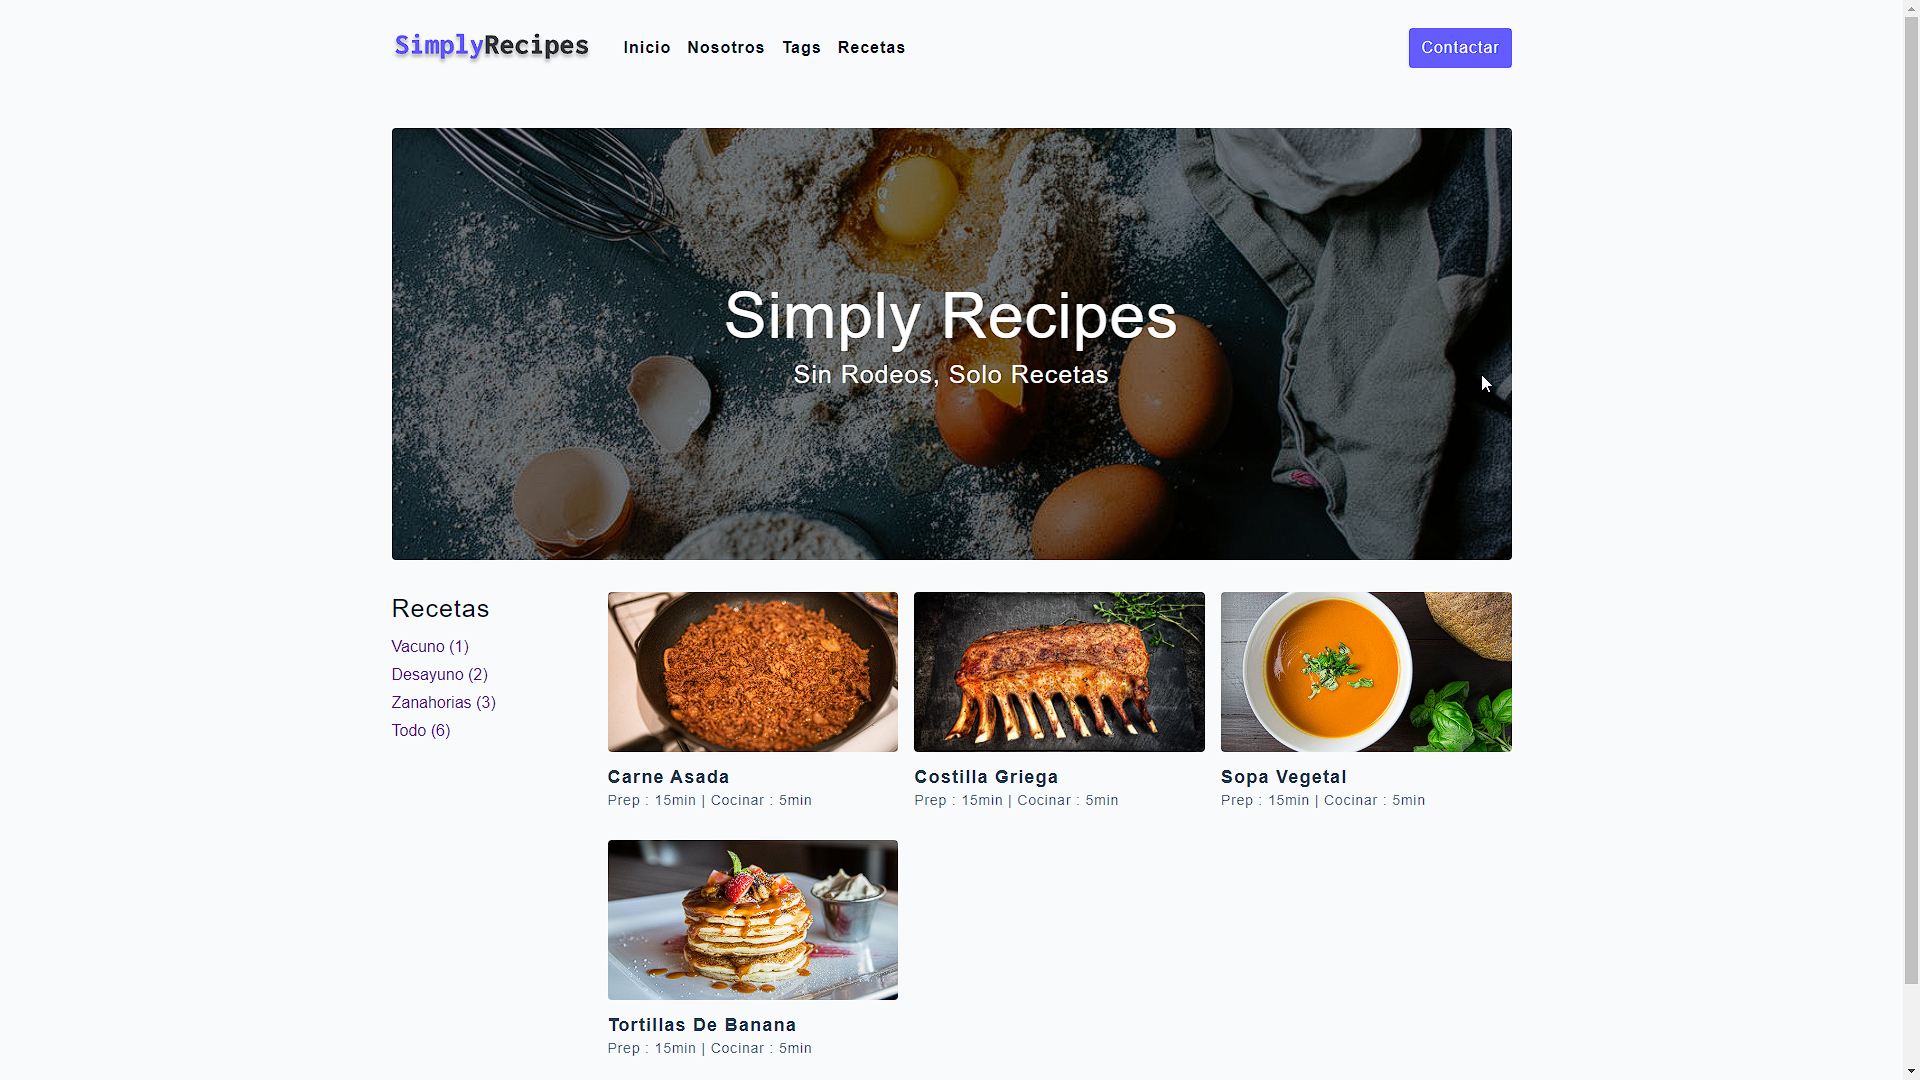 SimplyRecipes Inicio Nosotros Tags Recetas Contactar
Simply Recipes
Sin Rodeos, Solo Recetas
Recetas
Vacuno (1)
Desayuno (2)
Zanahorias (3)
Todo (6)
Carne Asada
Prep : 15min | Cocinar : 5min
Costilla Griega
Prep : 15min | Cocinar : 5min
Sopa Vegetal
Prep : 15min | Cocinar : 5min
Tortillas De Banana
Prep : 15min | Cocinar : 5min